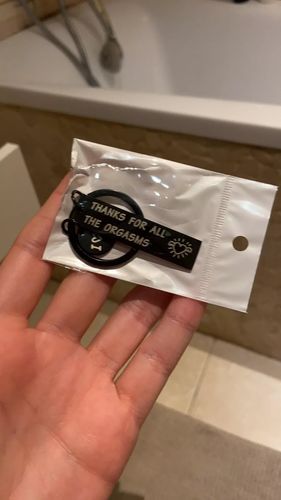 THANKS FOR ALL
THE ORGASMS